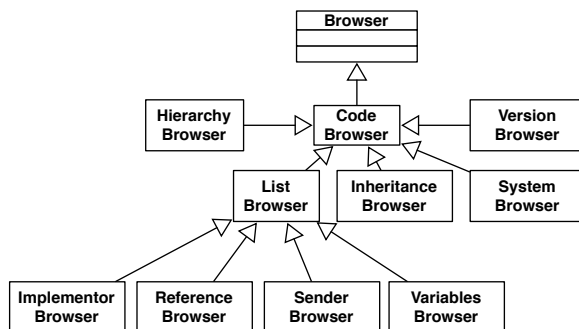 Browser
Hierarchy
Browser
Code
Browser
Version
Browser
List
Browser
Inheritance
Browser
System
Browser
Implementor
Browser
Reference
Browser
Sender
Browser
Variables
Browser